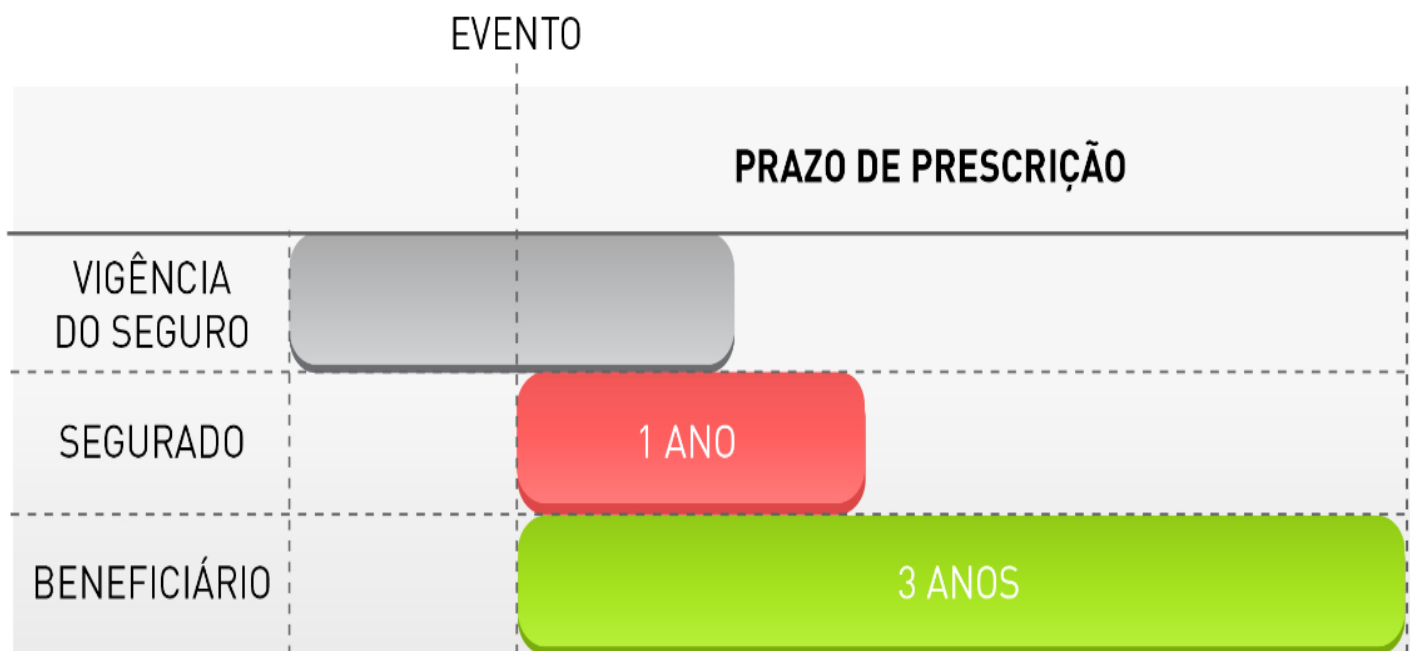 EVENTO
PRAZO DE PRESCRIÇÃO
VIGÊNCIA
DO SEGURO
SEGURADO
1 ANO
BENEFICIÁRIO
3 ANOS